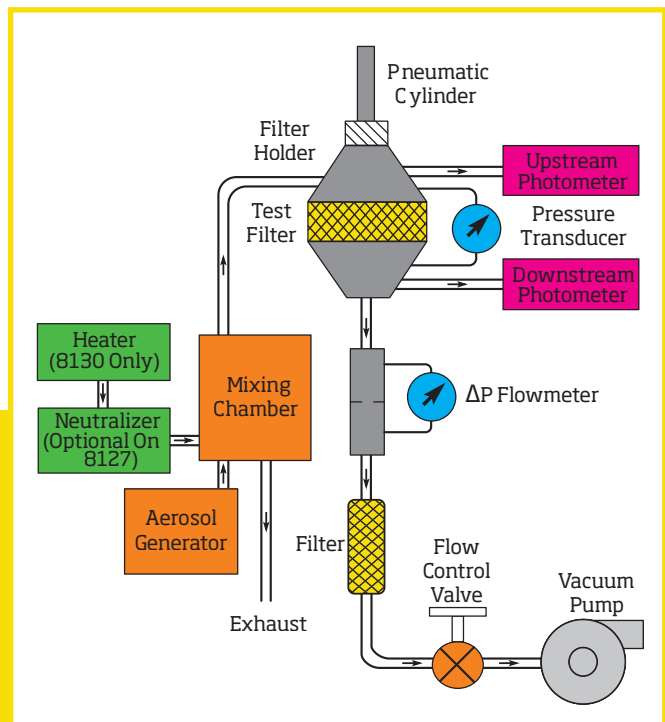 Pneumatic
Cylinder
Filter
Holder
Upstream
Photometer
Test
Filter
Pressure
Transducer
Downstream
Photometer
Heater
(8130 Only)
Mixing
Chamber
ΔP Flowmeter
Neutralizer
(Optional On
8127)
Aerosol
Generator
Filter
Flow
Control
Valve
Vacuum
Pump
Exhaust